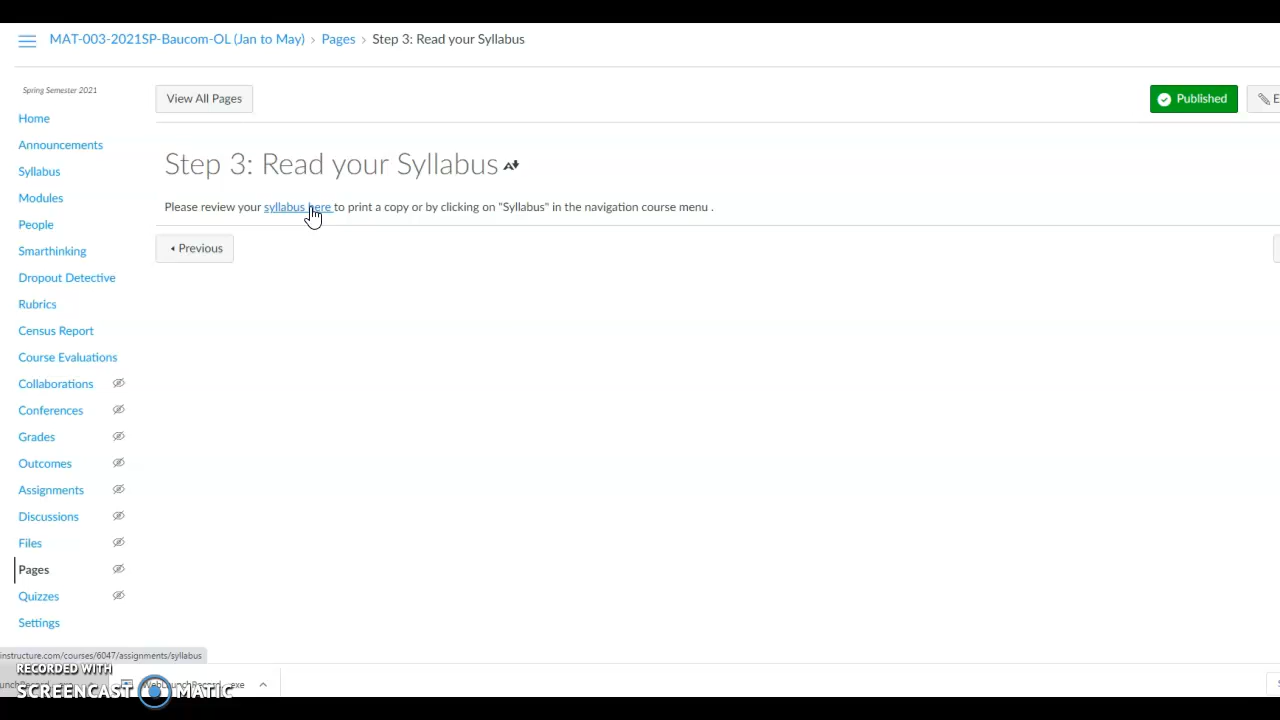 MAT-003-2021SP-Baucom-OL (Jan to May) › Pages › Step 3: Read your Syllabus
Spring Semester 2021
View All Pages
Published
E
Home
Announcements
Syllabus
Modules
People
Smarthinking
Dropout Detective
Rubrics
Census Report
Course Evaluations
Collaborations
Conferences
Grades
Outcomes
Assignments
Discussions
Files
Pages
Quizzes
Settings
Step 3: Read your Syllabus
Please review your syllabus here to print a copy or by clicking on "Syllabus" in the navigation course menu .
Previous
instructure.com/courses/6047/assignments/syllabus
RECORDED WITH
SCREENCAST MATIC